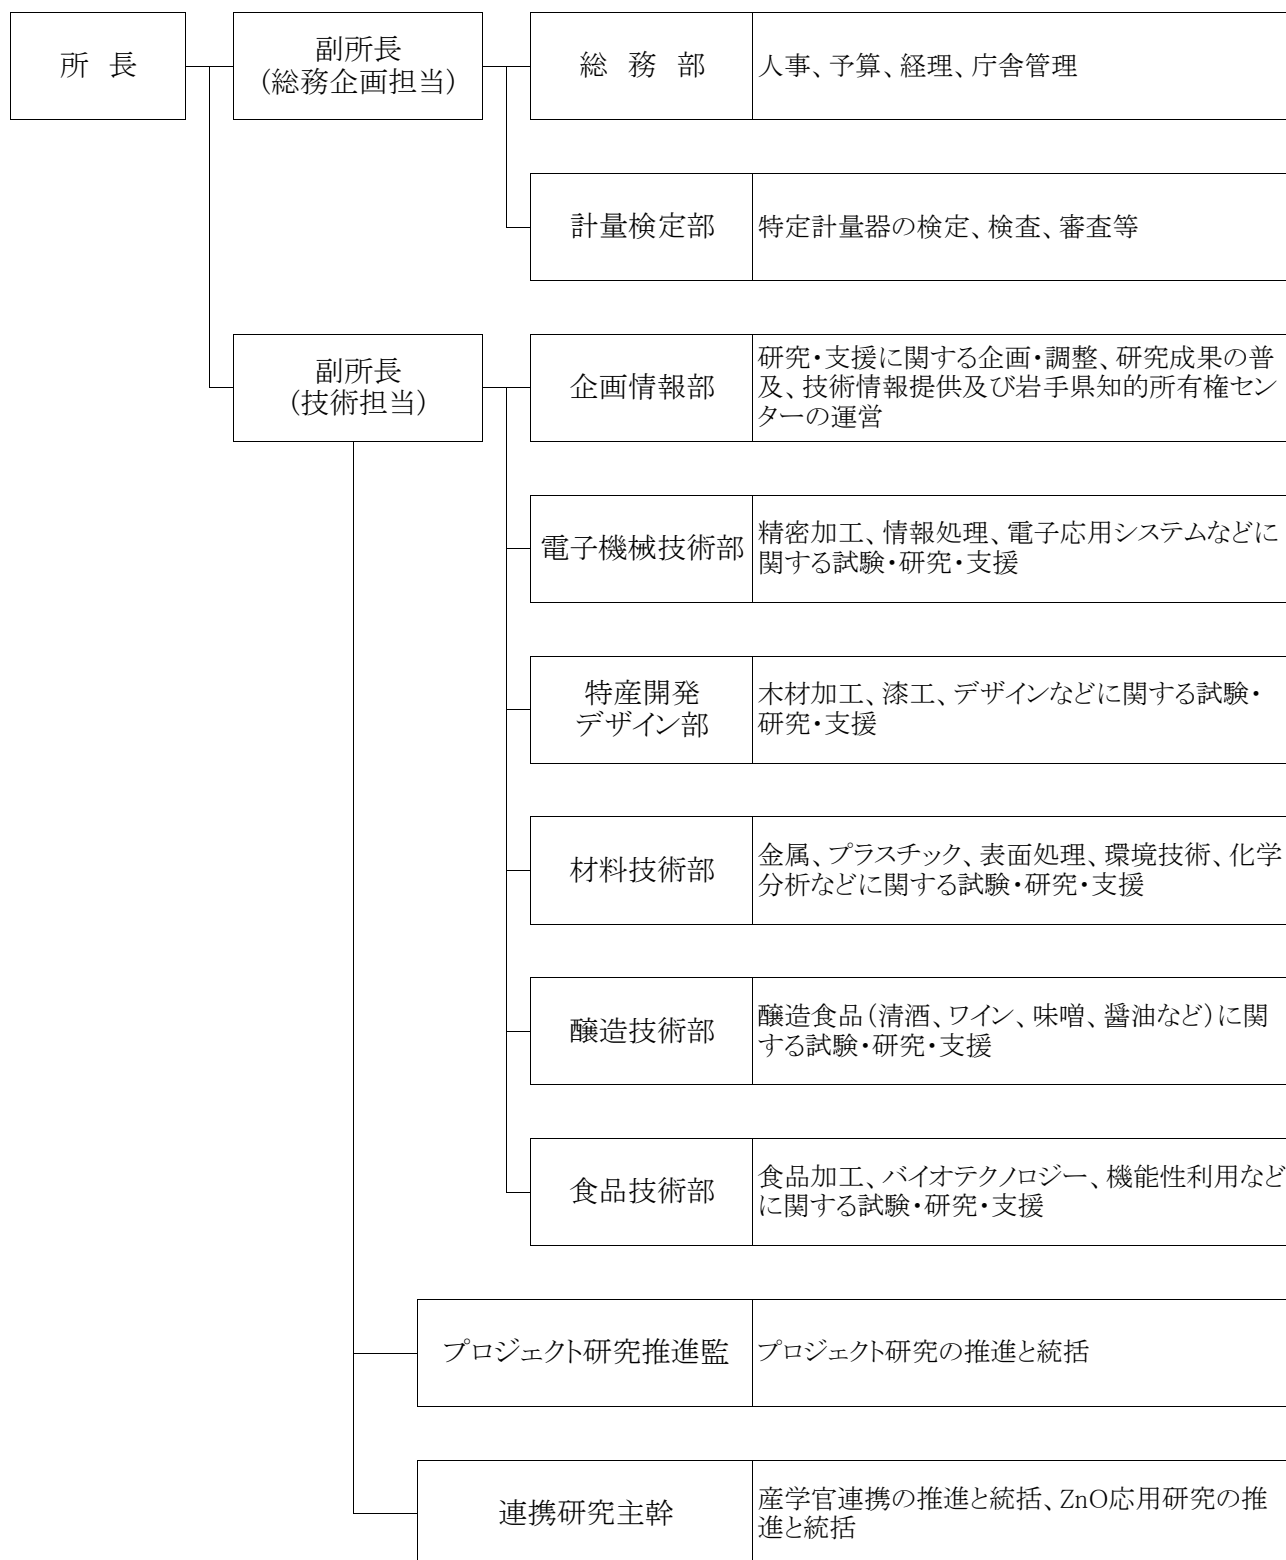 所 長
副所長
(総務企画担当)
総 務 部
人事、予算、経理、庁舎管理
計量検定部
特定計量器の検定、検査、審査等
副所長
(技術担当)
企画情報部
研究・支援に関する企画・調整、研究成果の普
及、技術情報提供及び岩手県知的所有権セン
ターの運営
電子機械技術部
精密加工、情報処理、電子応用システムなどに
関する試験・研究・支援
特産開発
デザイン部
木材加工、漆工、デザインなどに関する試験・
研究・支援
材料技術部
金属、プラスチック、表面処理、環境技術、化学
分析などに関する試験・研究・支援
醸造技術部
醸造食品(清酒、ワイン、味噌、醤油など)に関
する試験・研究・支援
食品技術部
食品加工、バイオテクノロジー、機能性利用など
に関する試験・研究・支援
プロジェクト研究推進監
プロジェクト研究の推進と統括
連携研究主幹
産学官連携の推進と統括、ZnO応用研究の推
進と統括